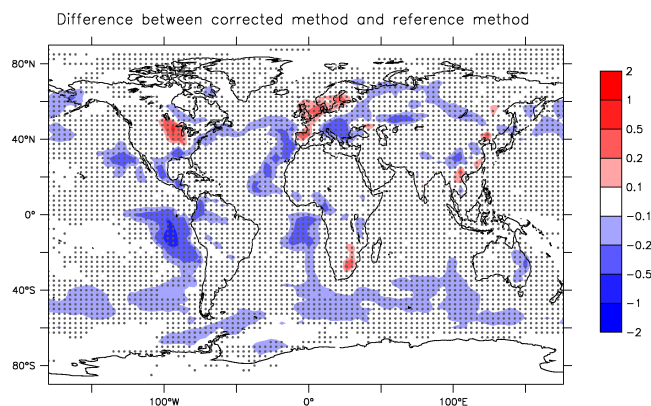 Difference between corrected method and reference method
80°N
40°N
0°
40°S
80°S
100°W
0°
100°E
2
1
0.5
0.2
0.1
−0.1
−0.2
−0.5
−1
−2